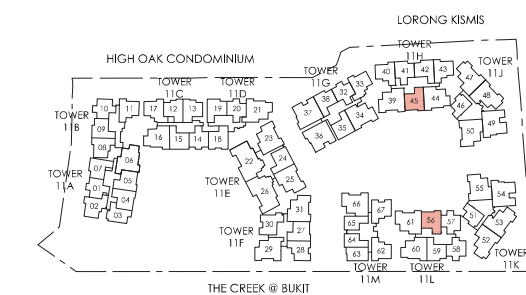 LORONG KISMIS
HIGH OAK CONDOMINIUM
TOWER
11H
TOWER
11J
TOWER
11G
TOWER
11C
TOWER
11D
TOWER
11B
TOWER
11A
TOWER
11E
TOWER
11F
TOWER
11M
TOWER
11L
TOWER
11K
40 41 42 43
39 45 44
47
48
46
49
50
33
32
38
37
34
35
36
10 11
09
08
17 12 13
19 20 21
16 15 14 18
07 06
01 05
02 04
03
23
22 24
25
26
31
30 27
29 28
66
67
65
64
63 62
61 56 57
60 59 58
55 54
51 53
52
THE CREEK @ BUKIT